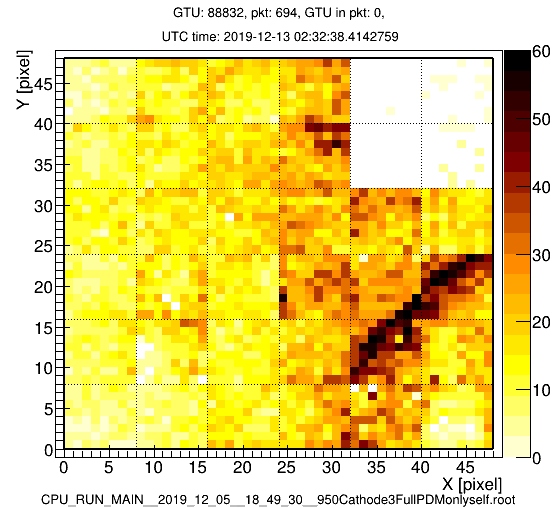 GTU: 88832, pkt: 694, GTU in pkt: 0,
UTC time: 2019-12-13 02:32:38.4142759
Y [pixel]
45
40
35
30
25
20
15
10
5
0
60
50
40
30
20
10
0
0 5 10 15 20 25 30 35 40 45
X [pixel]
CPU_RUN_MAIN__2019_12_05__18_49_30__950Cathode3FullPDMonlyself.root